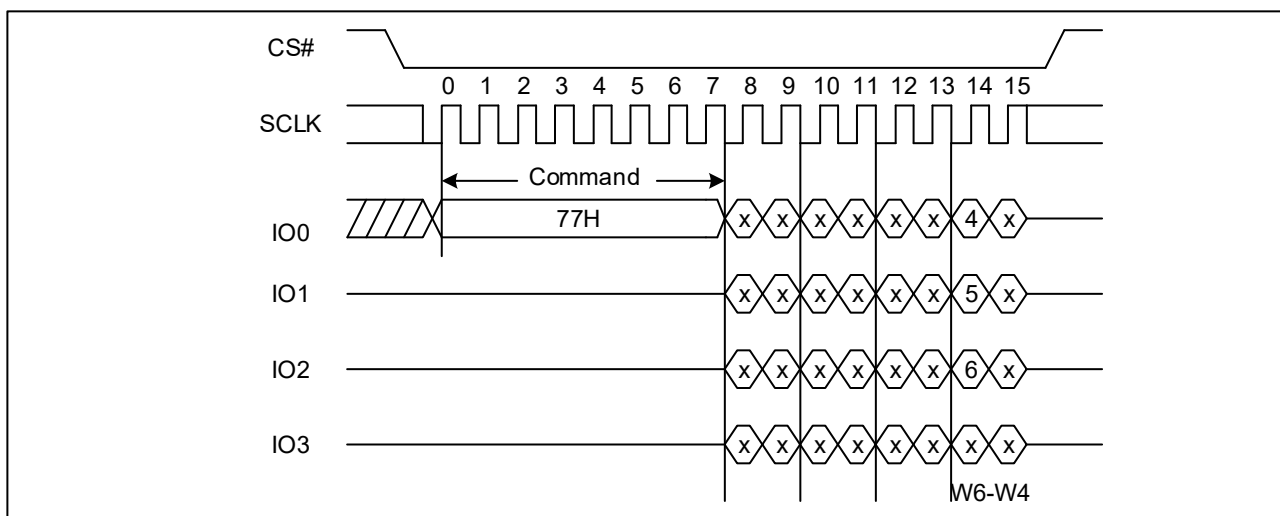 CS#
0 1 2 3 4 5 6 7 8 9 10 11 12 13 14 15
SCLK
Command
IO0 77H x x x x x x 4 x
IO1 x x x x x x 5 x
IO2 x x x x x x 6 x
IO3 x x x x x x x x
W6-W4